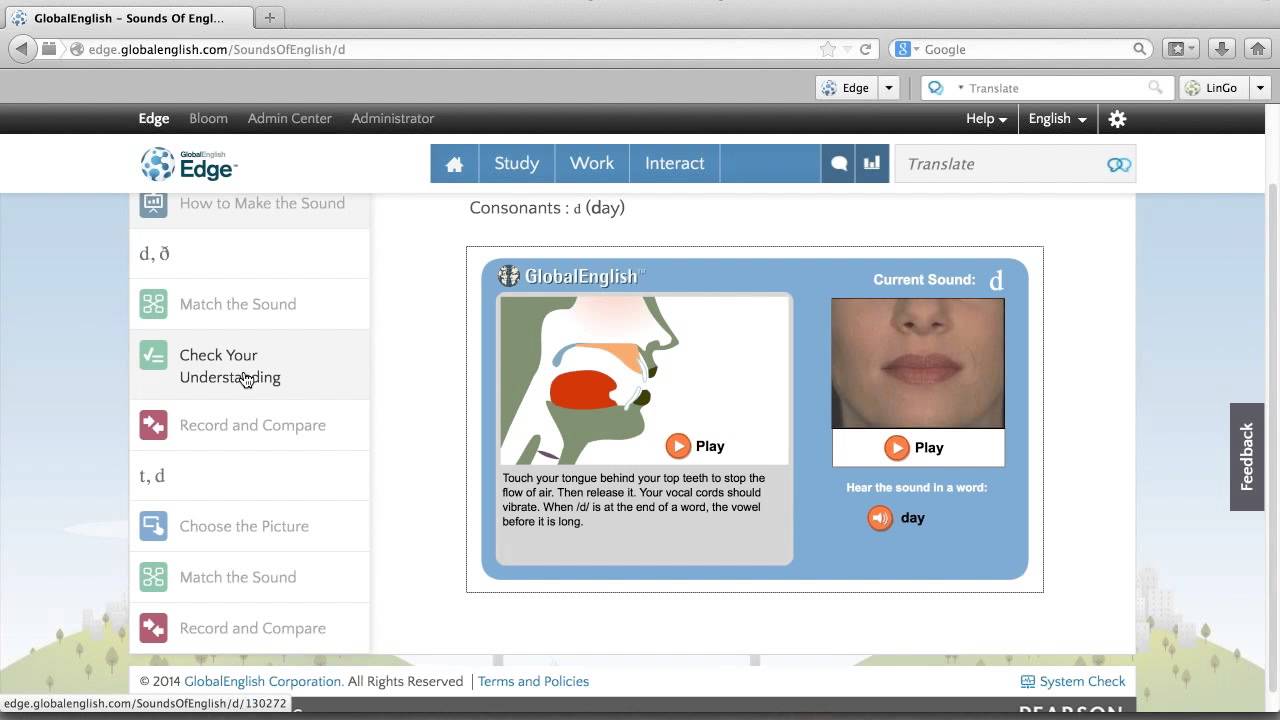 GlobalEnglish – Sounds Of Engl...
edge.globalenglish.com/SoundsOfEnglish/d
Google
Edge
Translate
LinGo
Edge Bloom Admin Center Administrator
Help English
GlobalEnglish
Edge™
Study Work Interact
Translate
How to Make the Sound
d, ð
Match the Sound
Check Your
Understanding
Record and Compare
t, d
Choose the Picture
Match the Sound
Record and Compare
Consonants : d (day)
GlobalEnglish™
Current Sound: d
Play
Touch your tongue behind your top teeth to stop the
flow of air. Then release it. Your vocal cords should
vibrate. When /d/ is at the end of a word, the vowel
before it is long.
Play
Hear the sound in a word:
day
Feedback
© 2014 GlobalEnglish Corporation. All Rights Reserved Terms and Policies
System Check
edge.globalenglish.com/SoundsOfEnglish/d/130272
PEARSON